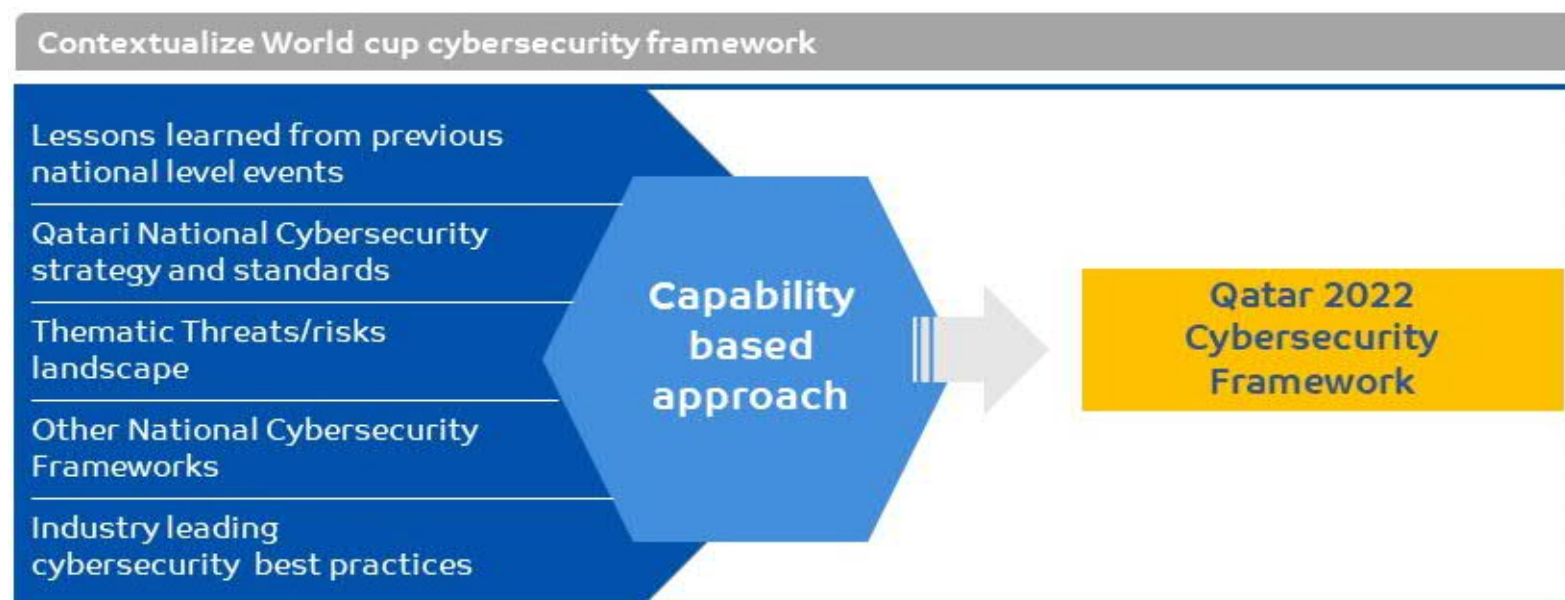 Contextualize World cup cybersecurity framework
Lessons learned from previous
national level events
Qatari National Cybersecurity
strategy and standards
Thematic Threats/risks
landscape
Other National Cybersecurity
Frameworks
Industry leading
cybersecurity best practices
Capability
based
approach
Qatar 2022
Cybersecurity
Framework